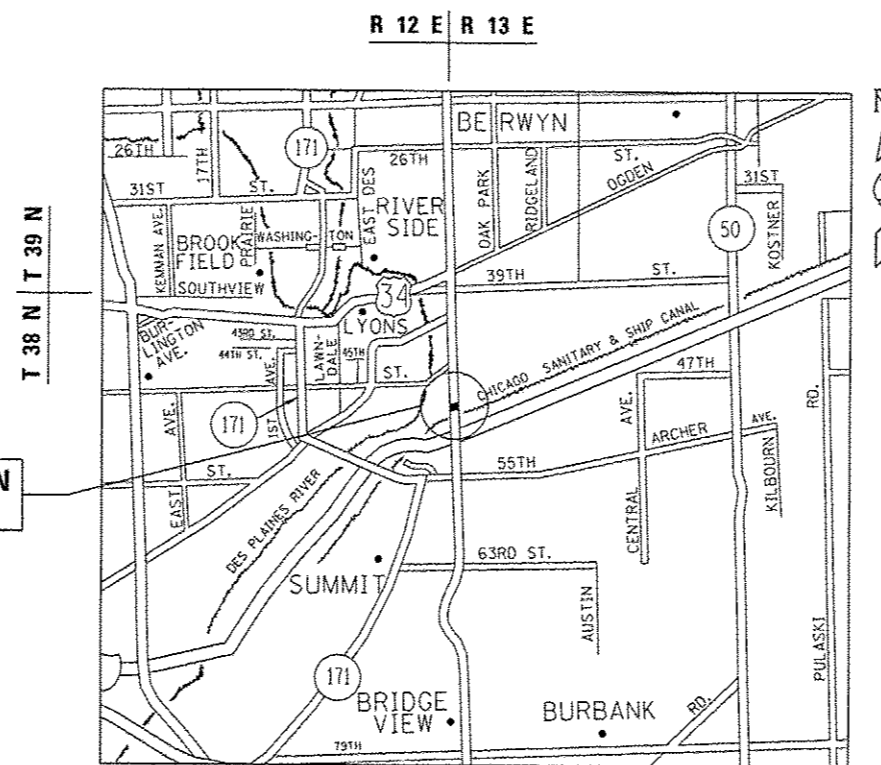 R 12 E R 13 E
BERWYN
26TH
17TH
171
26TH
ST.
OGDEN
31ST
ST.
EAST DES
RIVER
SIDE
OAK PARK
RIDGELAND
31ST
KOSTNER
50
T 39 N
T 38 N
KEMMAN AVE.
BROOK
FIELD
PRAIRIE
WASHING-
TON
SOUTHVIEW
34
39TH
ST.
LYONS
BUR-
LINGTON
AVE.
43RD ST.
44TH ST.
LAWN-
DALE
45TH
ST.
CHICAGO SANITARY & SHIP CANAL
47TH
AVE.
1ST
171
AVE.
EAST
ST.
CENTRAL
AVE.
ARCHER
AVE.
KILBOURN
RD.
PULASKI
55TH
N
DES PLAINES RIVER
SUMMIT
63RD ST.
AUSTIN
171
BRIDGE
VIEW
BURBANK
RD.
79TH